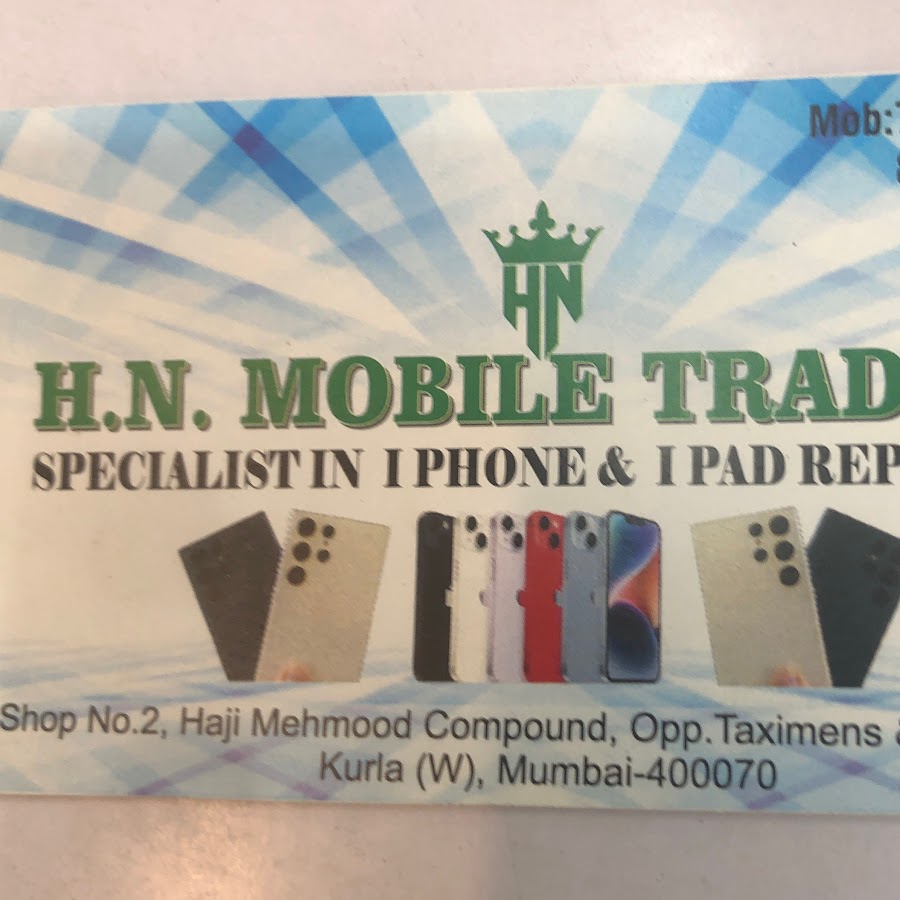 Mob:
HN
H.N. MOBILE TRAD
SPECIALIST IN I PHONE & I PAD REP
Shop No.2, Haji Mehmood Compound, Opp.Taximens
Kurla (W), Mumbai-400070